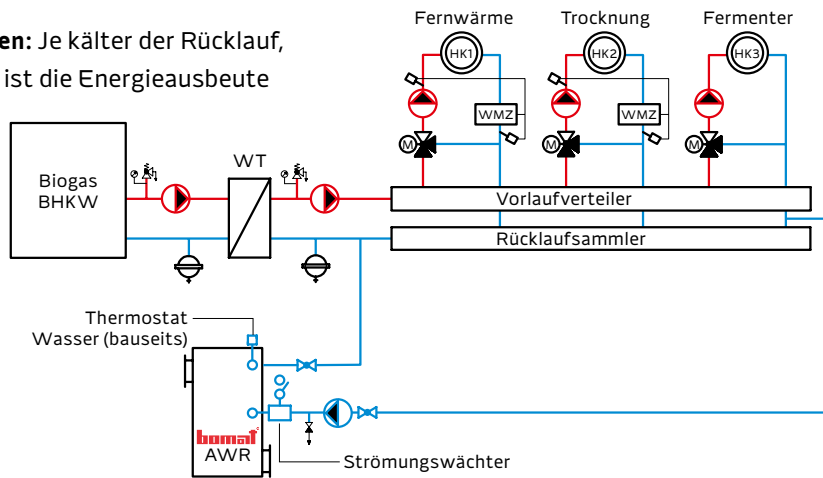 en: Je kälter der Rücklauf,
ist die Energieausbeute
Fernwärme
Trocknung
Fermenter
HK1
HK2
HK3
WMZ
WMZ
M
M
M
Biogas
BHKW
WT
Vorlaufverteiler
Rücklaufsammler
Thermostat
Wasser (bauseits)
bomat
AWR
Strömungswächter